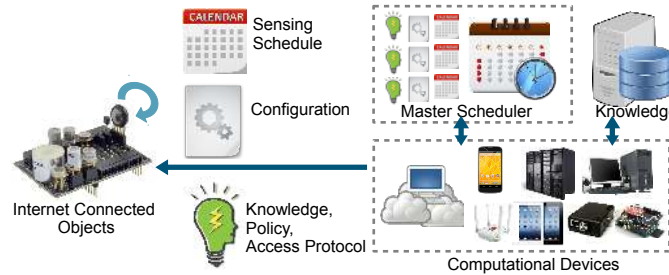 CALENDAR
Sensing
Schedule
Configuration
Internet Connected
Objects
Knowledge,
Policy,
Access Protocol
Master Scheduler
Knowledg
Computational Devices